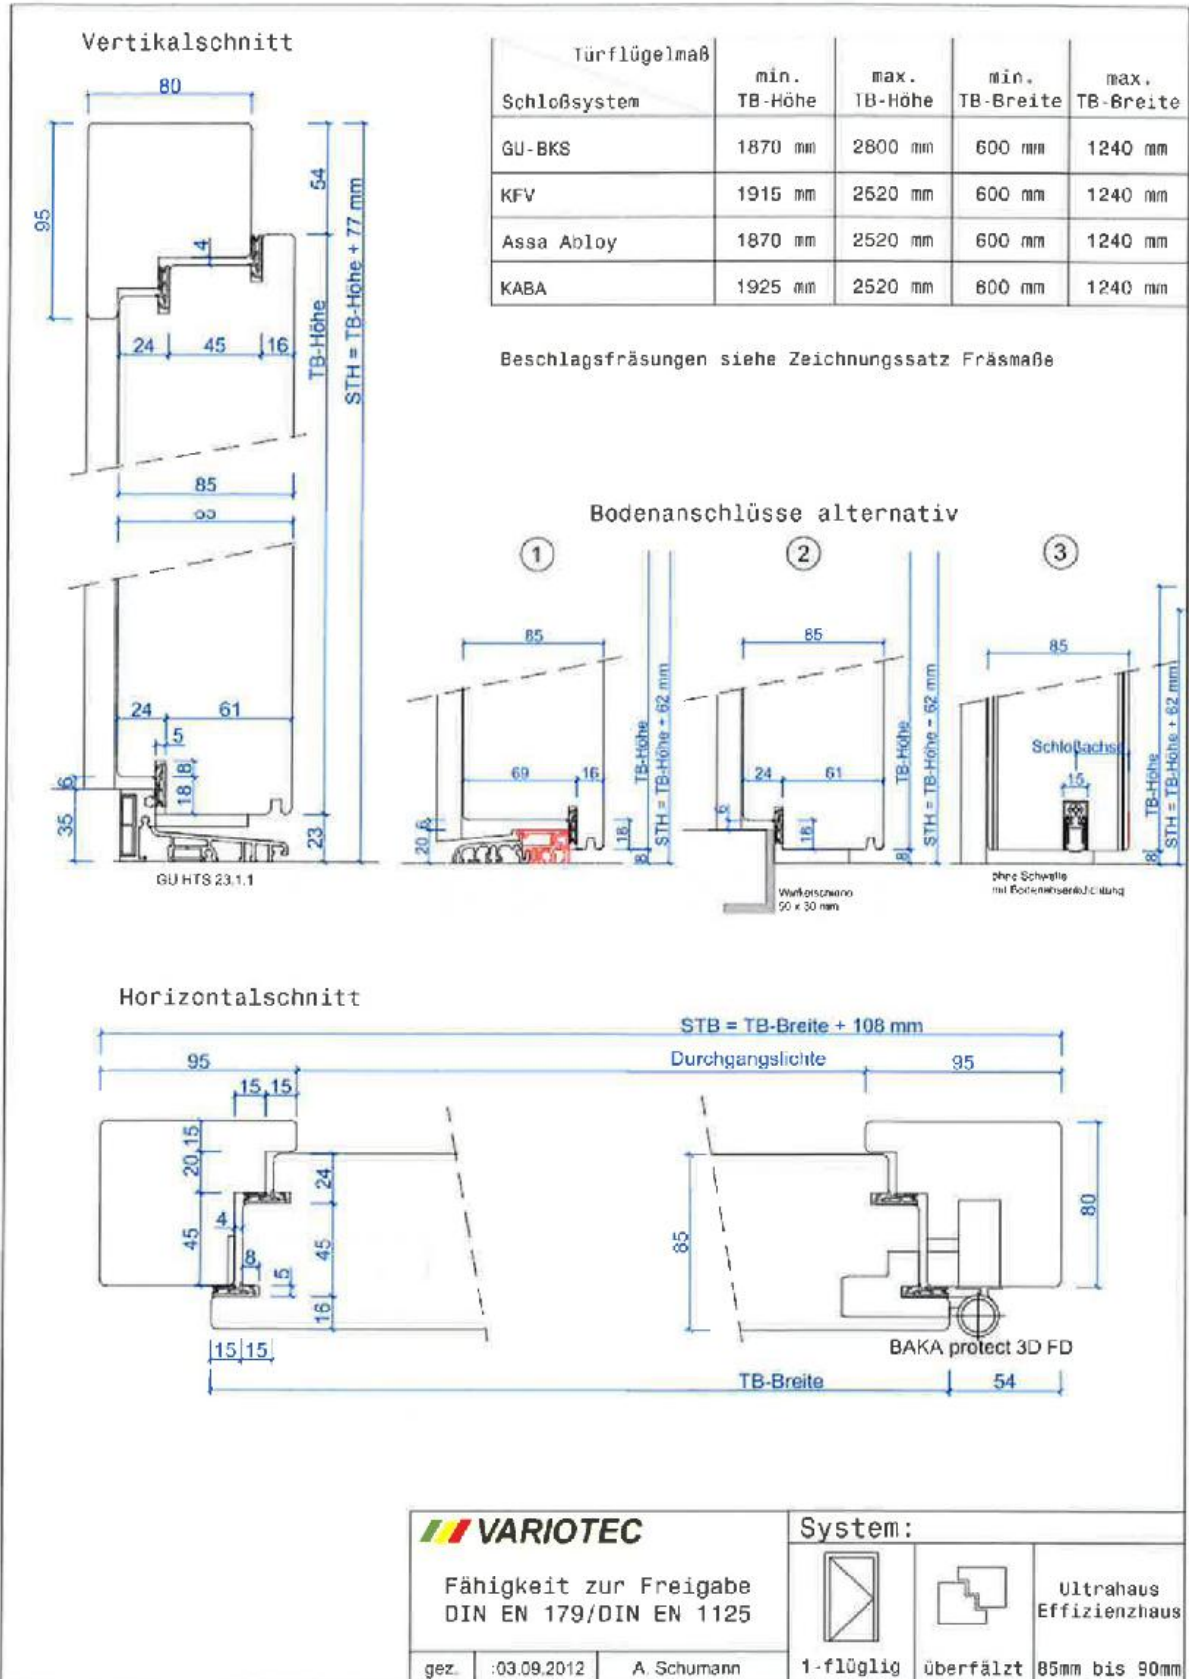 Vertikalschnitt
80
95
54
4
24
45
16
TB-Höhe
STH = TB-Höhe + 77 mm
85
24
61
5
8
18
6
35
23
GU HTS 23.1.1
Türflügelmaß
Schloßsystem
min. TB-Höhe
max. TB-Höhe
min. TB-Breite
max. TB-Breite
GU-BKS 1870 mm 2800 mm 600 mm 1240 mm
KFV 1915 mm 2520 mm 600 mm 1240 mm
Assa Abloy 1870 mm 2520 mm 600 mm 1240 mm
KABA 1925 mm 2520 mm 600 mm 1240 mm
Beschlagsfräsungen siehe Zeichnungssatz Fräsmaße
Bodenanschlüsse alternativ
1
85
69
16
20
6
18
8
TB-Höhe
STH = TB-Höhe + 62 mm
2
85
24
61
6
18
8
TB-Höhe
50 x 30 mm
3
85
15
8
TB-Höhe
STH = TB-Höhe + 62 mm
ohne Schwelle
Horizontalschnitt
STB = TB-Breite + 108 mm
95
Durchgangslichte
95
15
15
15
20
45
4
8
5
24
45
16
15
15
85
80
BAKA protect 3D FD
TB-Breite
54
VARIOTEC
Fähigkeit zur Freigabe
DIN EN 179/DIN EN 1125
gez. :03.09.2012 A. Schumann
System:
1-flüglig
überfälzt
Ultrahaus
Effizienzhaus
85mm bis 90mm